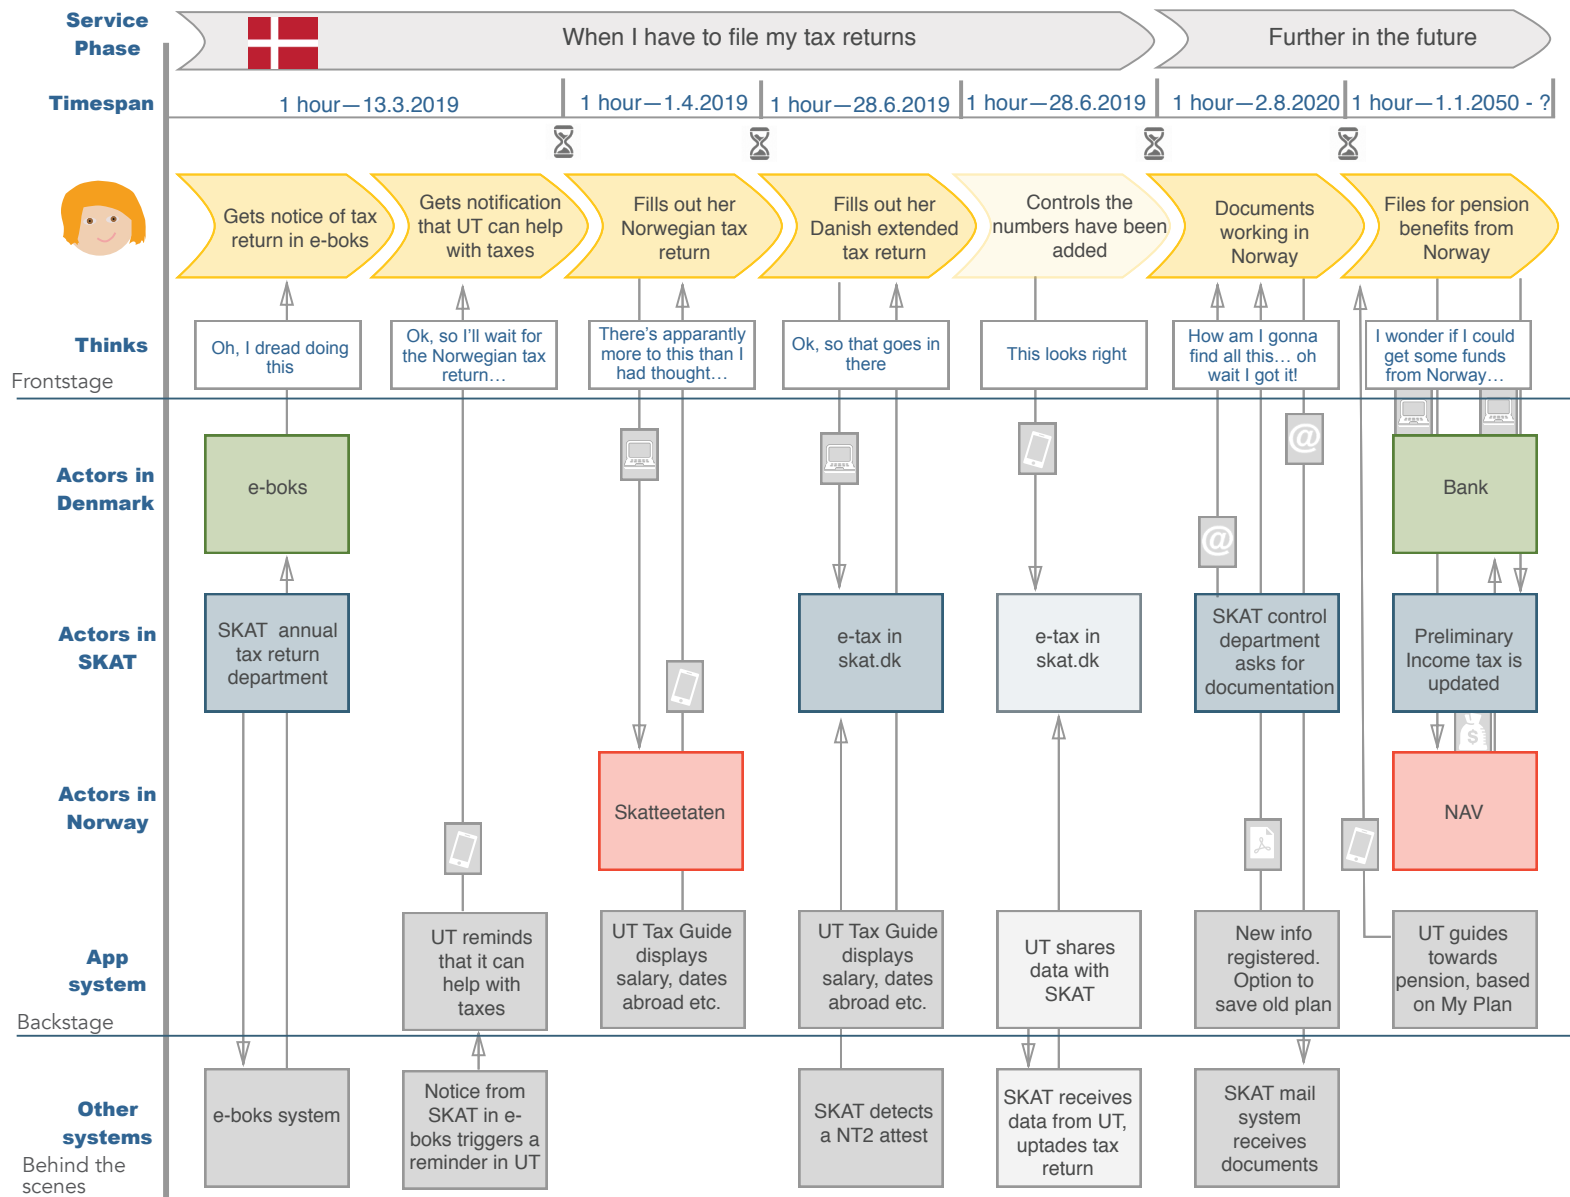 Service
Phase
When I have to file my tax returns
Further in the future
Timespan
1 hour—13.3.2019
1 hour—1.4.2019
1 hour—28.6.2019
1 hour—28.6.2019
1 hour—2.8.2020
1 hour—1.1.2050 - ?
Gets notice of tax
return in e-boks
Gets notification
that UT can help
with taxes
Fills out her
Norwegian tax
return
Fills out her
Danish extended
tax return
Controls the
numbers have been
added
Documents
working in
Norway
Files for pension
benefits from
Norway
Thinks
Oh, I dread doing
this
Ok, so I'll wait for
the Norwegian tax
return…
There's apparantly
more to this than I
had thought…
Ok, so that goes in
there
This looks right
How am I gonna
find all this… oh
wait I got it!
I wonder if I could
get some funds
from Norway…
Frontstage
Actors in
Denmark
e-boks
@
@
Bank
Actors in
SKAT
SKAT annual
tax return
department
e-tax in
skat.dk
e-tax in
skat.dk
SKAT control
department
asks for
documentation
Preliminary
Income tax is
updated
$
Actors in
Norway
Skatteetaten
NAV
App
system
UT reminds
that it can
help with
taxes
UT Tax Guide
displays
salary, dates
abroad etc.
UT Tax Guide
displays
salary, dates
abroad etc.
UT shares
data with
SKAT
New info
registered.
Option to
save old plan
UT guides
towards
pension, based
on My Plan
Backstage
Other
systems
e-boks system
Notice from
SKAT in e-
boks triggers a
reminder in UT
SKAT detects
a NT2 attest
SKAT receives
data from UT,
uptades tax
return
SKAT mail
system
receives
documents
Behind the
scenes